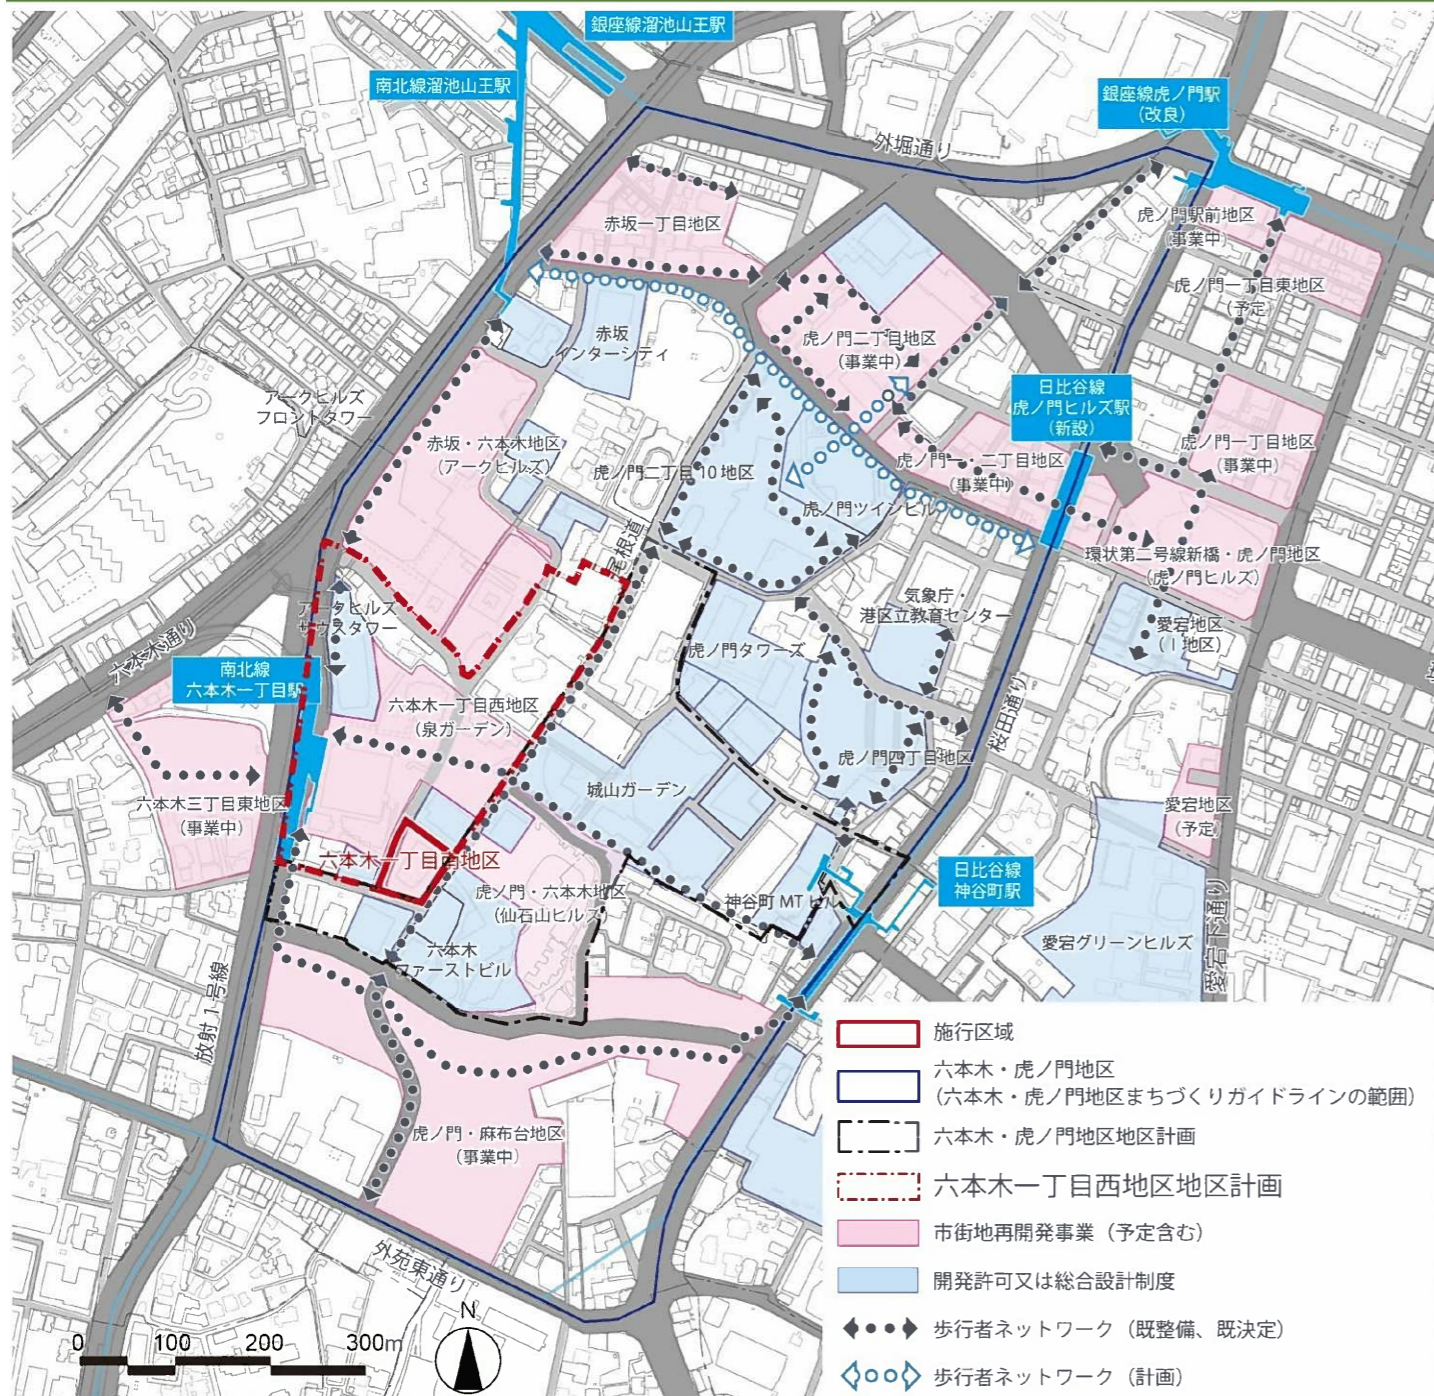 銀座線溜池山王駅
南北線溜池山王駅
銀座線虎ノ門駅
(改良)
外堀通り
赤坂一丁目地区
虎ノ門駅前地区
(事業中)
虎ノ門一丁目東地区
(予定)
赤坂
インターシティ
虎ノ門二丁目地区
(事業中)
アークヒルズ
フロントタワー
日比谷線
虎ノ門ヒルズ駅
(新設)
赤坂・六本木地区
(アークヒルズ)
虎ノ門二丁目10地区
虎ノ門一・二丁目地区
(事業中)
虎ノ門一丁目地区
(事業中)
虎ノ門ツインビル
尾根道
環状第二号線新橋・虎ノ門地区
(虎ノ門ヒルズ)
アークヒルズ
サウスタワー
気象庁・
港区立教育センター
愛宕地区
(Ⅰ地区)
六本木通り
虎ノ門タワーズ
南北線
六本木一丁目駅
六本木一丁目西地区
(泉ガーデン)
桜田通り
虎ノ門四丁目地区
城山ガーデン
六本木三丁目東地区
(事業中)
愛宕地区
(予定)
六本木一丁目南地区
日比谷線
神谷町駅
虎ノ門・六本木地区
(仙石山ヒルズ
神谷町 MT ビル
愛宕下通り
六本木
ファーストビル
愛宕グリーンヒルズ
放射1号線
虎ノ門・麻布台地区
(事業中)
外苑東通り
施行区域
六本木・虎ノ門地区
(六本木・虎ノ門地区まちづくりガイドラインの範囲)
六本木・虎ノ門地区地区計画
六本木一丁目西地区地区計画
市街地再開発事業(予定含む)
開発許可又は総合設計制度
歩行者ネットワーク(既整備、既決定)
歩行者ネットワーク(計画)
N
0 100 200 300m